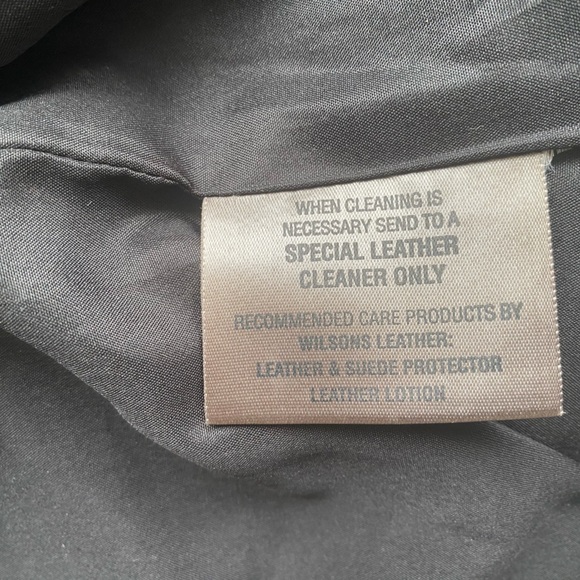 WHEN CLEANING IS
NECESSARY SEND TO A
SPECIAL LEATHER
CLEANER ONLY
RECOMMENDED CARE PRODUCTS BY
WILSONS LEATHER:
LEATHER & SUEDE PROTECTOR
LEATHER LOTION